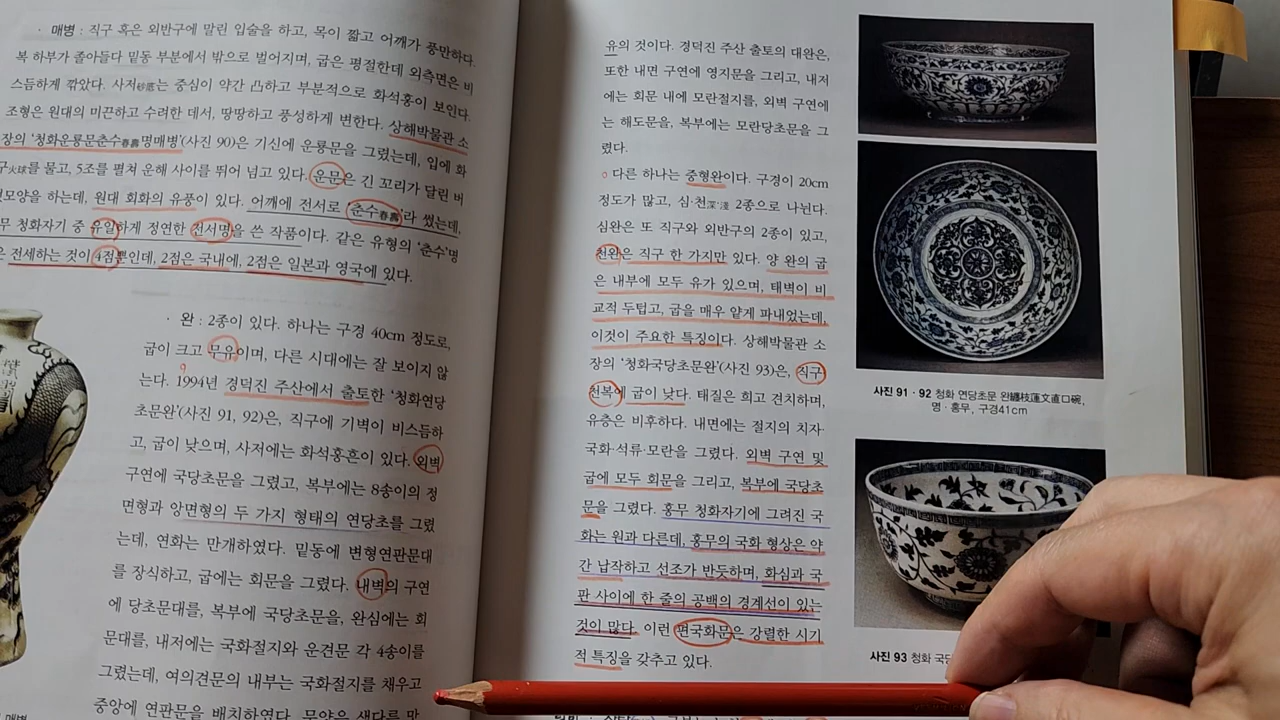 · 매병 : 직구 혹은 외반구에 말린 입술을 하고, 목이 짧고 어깨가 풍만하다.
복 하부가 졸아들다 밑동 부분에서 밖으로 벌어지며, 굽은 평절한데 외측면은 비
스듬하게 깎았다. 사저砂底는 중심이 약간 凸하고 부분적으로 화석홍이 보인다.
조형은 원대의 미끈하고 수려한 데서, 땅땅하고 풍성하게 변한다. 상해박물관 소
장의 '청화운룡문춘수春壽명매병'(사진 90)은 기신에 운룡문을 그렸는데, 입에 화
구火球를 물고, 5조를 펼쳐 운해 사이를 뛰어 넘고 있다. 운문은 긴 꼬리가 달린 버
모양을 하는데, 원대 회화의 유풍이 있다. 어깨에 전서로 '춘수春壽'라 썼는데,
무 청화자기 중 유일하게 정연한 전서명을 쓴 작품이다. 같은 유형의 '춘수'명
은 전세하는 것이 4점뿐인데, 2점은 국내에, 2점은 일본과 영국에 있다.
· 완 : 2종이 있다. 하나는 구경 40cm 정도로,
굽이 크고 무유이며, 다른 시대에는 잘 보이지 않
는다. 1994년 경덕진 주산에서 출토한 '청화연당
초문완'(사진 91, 92)은, 직구에 기벽이 비스듬하
고, 굽이 낮으며, 사저에는 화석홍흔이 있다. 외벽
구연에 국당초문을 그렸고, 복부에는 8송이의 정
면형과 앙면형의 두 가지 형태의 연당초를 그렸
는데, 연화는 만개하였다. 밑동에 변형연판문대
를 장식하고, 굽에는 회문을 그렸다. 내벽의 구연
에 당초문대를, 복부에 국당초문을, 완심에는 회
문대를, 내저에는 국화절지와 운견문 각 4송이를
그렸는데, 여의견문의 내부는 국화절지를 채우고
중앙에 연판문을 배치하였다.
유의 것이다. 경덕진 주산 출토의 대완은,
또한 내면 구연에 영지문을 그리고, 내저
에는 회문 내에 모란절지를, 외벽 구연에
는 해도문을, 복부에는 모란당초문을 그
렸다.
다른 하나는 중형완이다. 구경이 20cm
정도가 많고, 심·천深·淺 2종으로 나뉜다.
심완은 또 직구와 외반구의 2종이 있고,
천완은 직구 한 가지만 있다. 양 완의 굽
은 내부에 모두 유가 있으며, 태벽이 비
교적 두텁고, 굽을 매우 얕게 파내었는데,
이것이 주요한 특징이다. 상해박물관 소
장의 '청화국당초문완'(사진 93)은, 직구
천복에 굽이 낮다. 태질은 희고 견치하며,
유층은 비후하다. 내면에는 절지의 치자·
국화·석류·모란을 그렸다. 외벽 구연 및
굽에 모두 회문을 그리고, 복부에 국당초
문을 그렸다. 홍무 청화자기에 그려진 국
화는 원과 다른데, 홍무의 국화 형상은 약
간 납작하고 선조가 반듯하며, 화심과 국
판 사이에 한 줄의 공백의 경계선이 있는
것이 많다. 이런 편국화문은 강렬한 시기
적 특징을 갖추고 있다.
사진 91 · 92 청화 연당초문 완纏枝蓮文直口碗,
명 · 홍무, 구경41cm
사진 93 청화